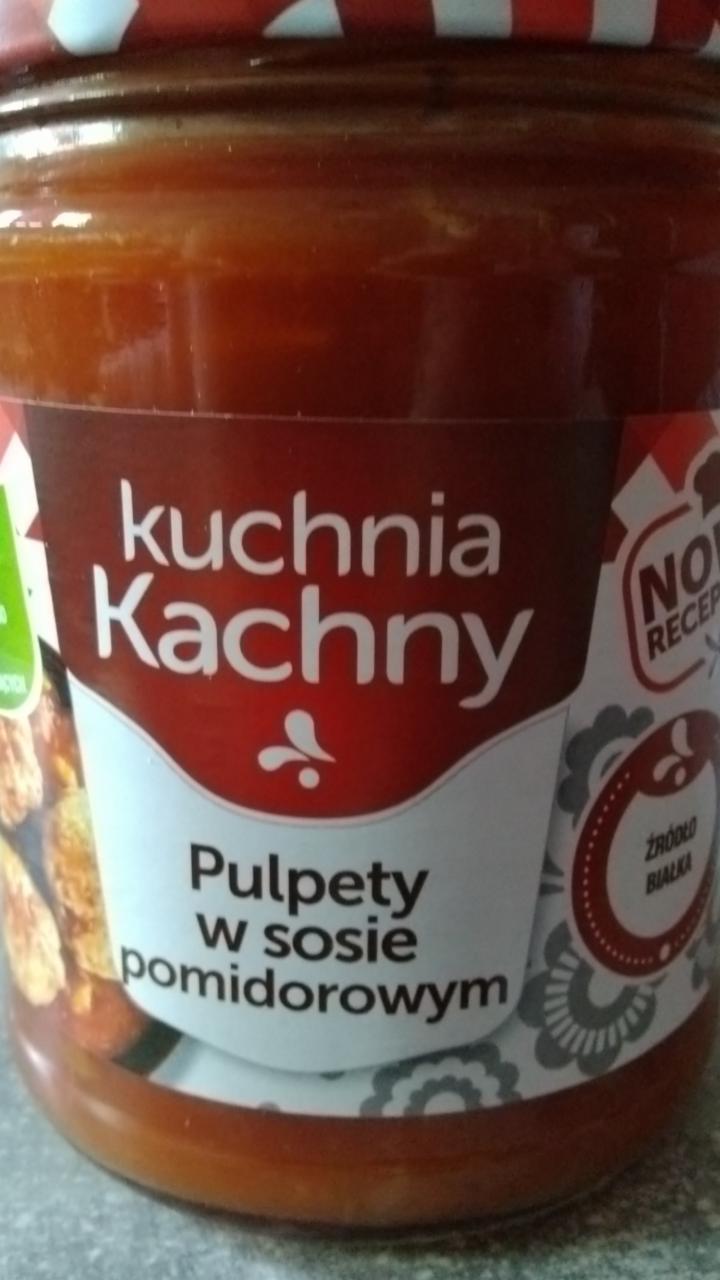 kuchnia
Kachny
Pulpety
w sosie
pomidorowym
ŹRÓDŁO
BIAŁKA